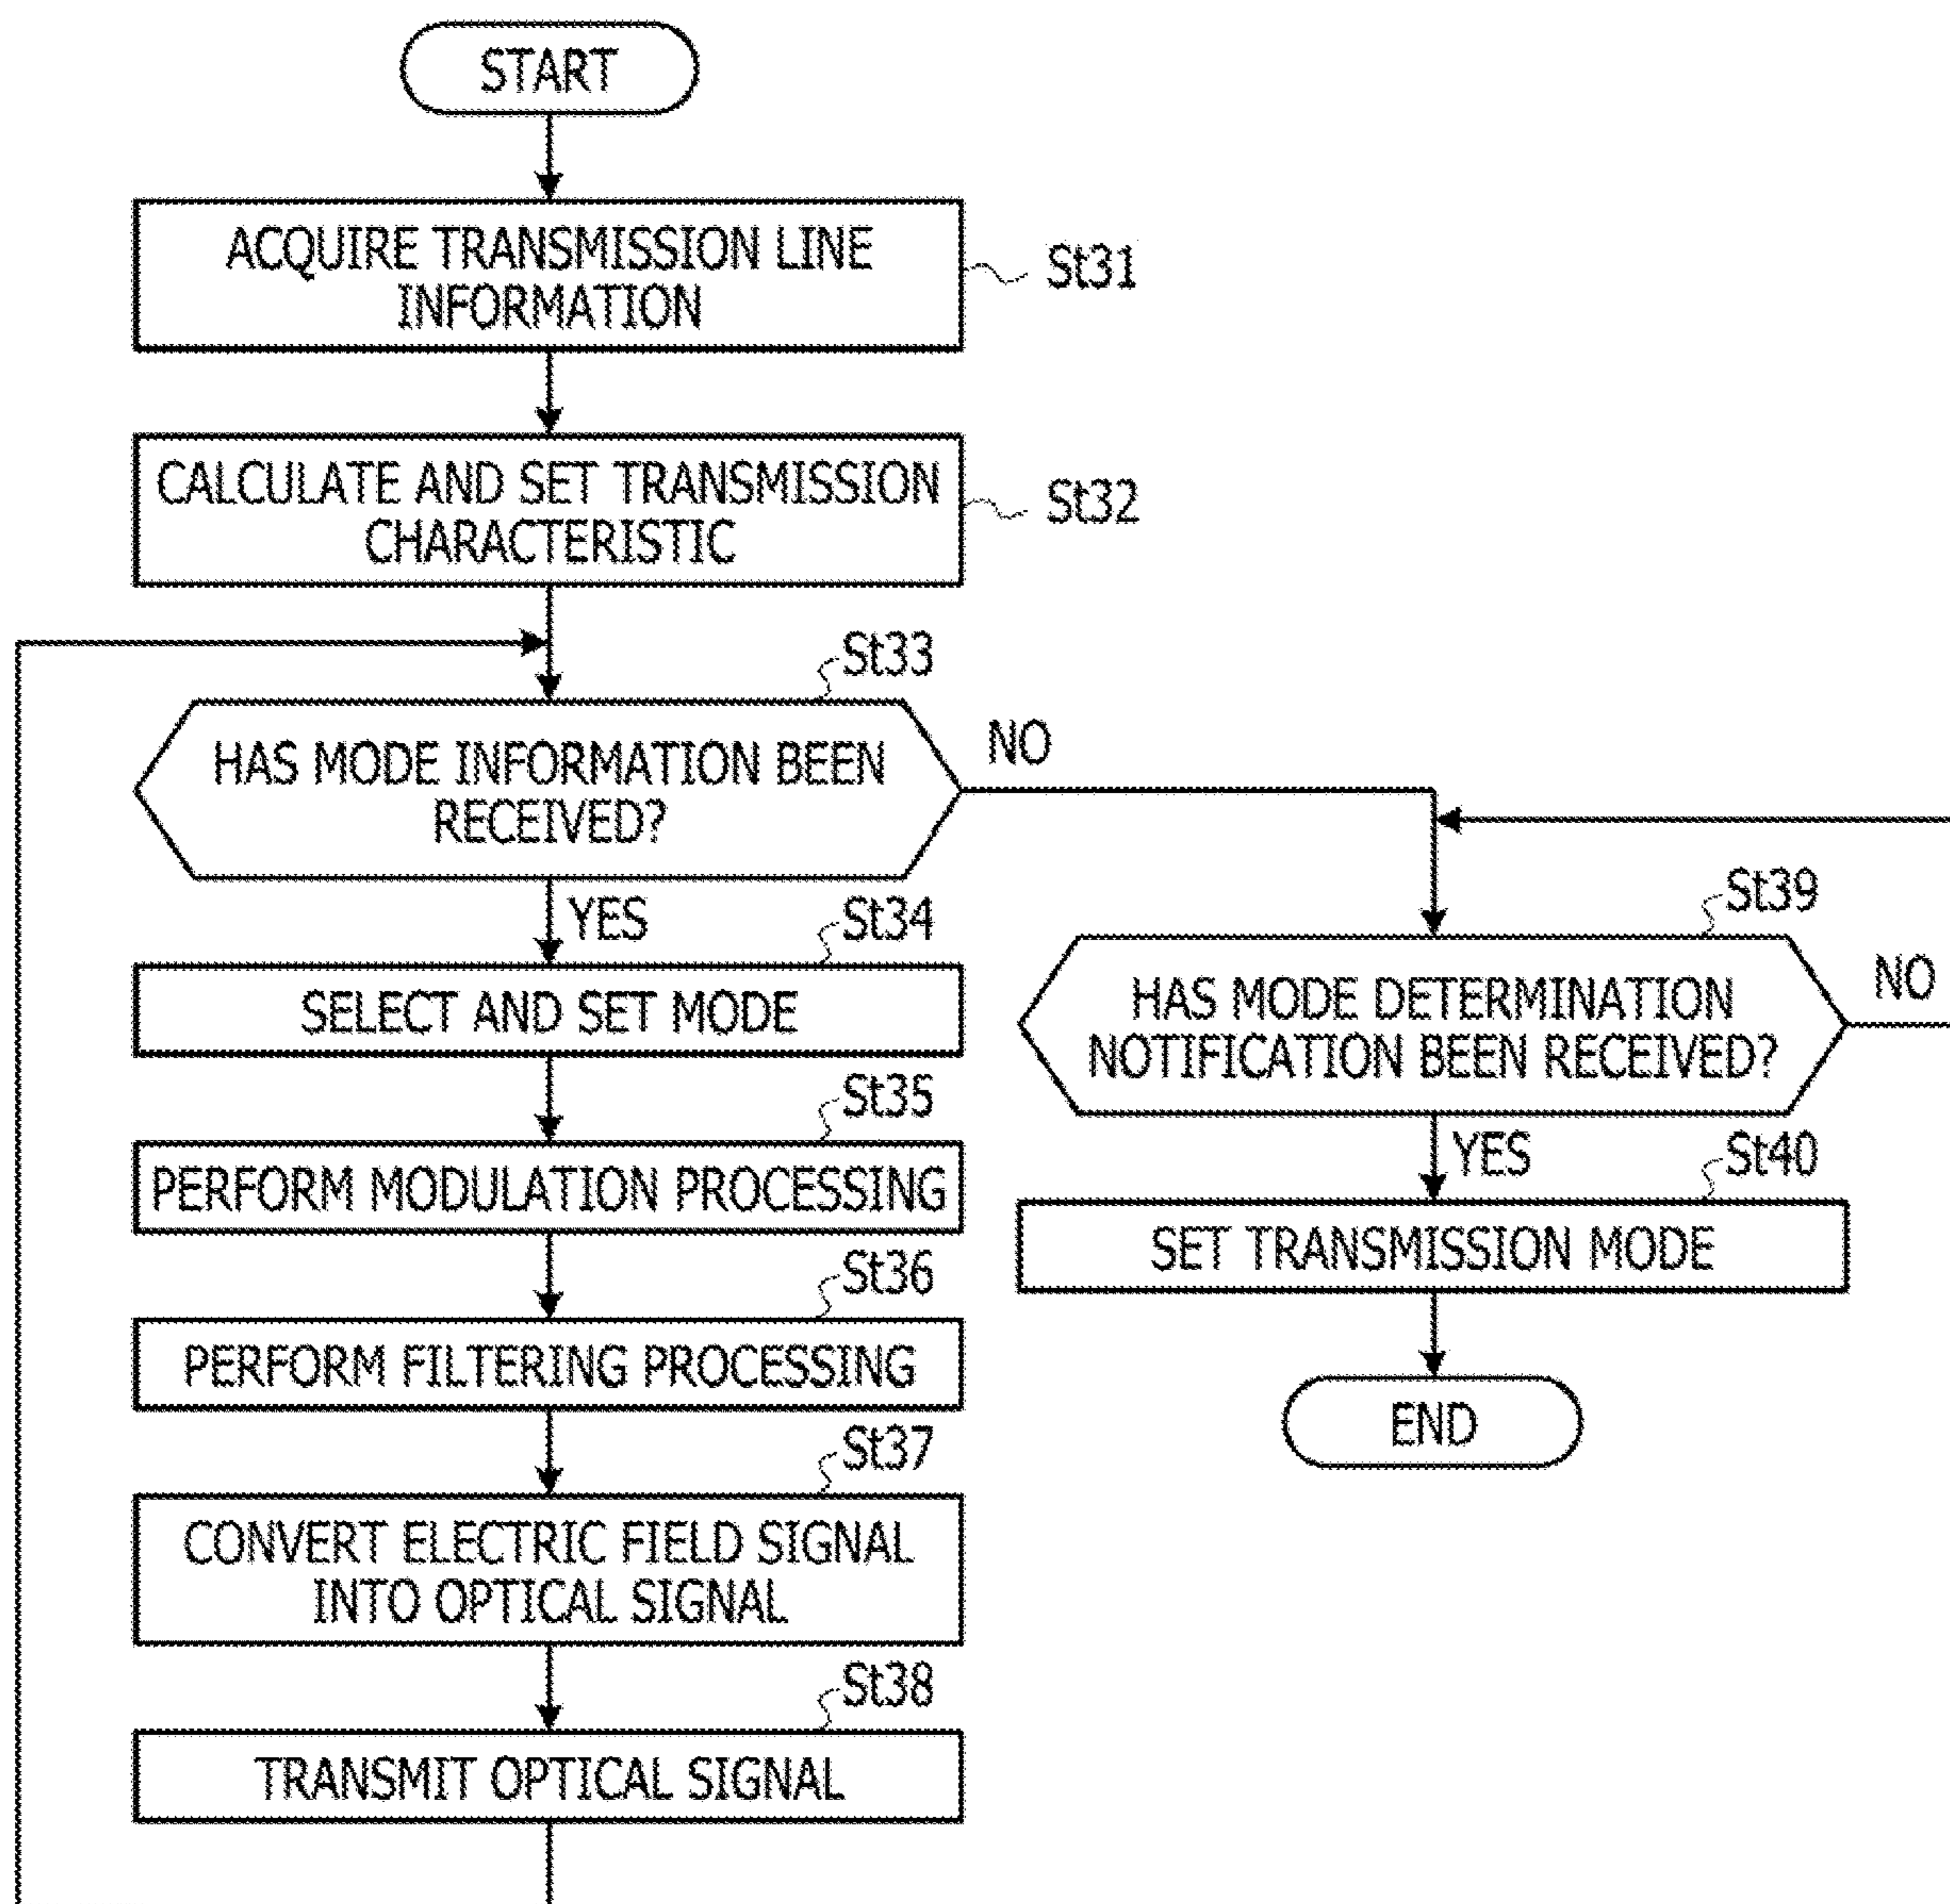 START
ACQUIRE TRANSMISSION LINE
INFORMATION
St31
CALCULATE AND SET TRANSMISSION
CHARACTERISTIC
St32
St33
HAS MODE INFORMATION BEEN
RECEIVED?
NO
YES
St34
SELECT AND SET MODE
St35
PERFORM MODULATION PROCESSING
St36
PERFORM FILTERING PROCESSING
St37
CONVERT ELECTRIC FIELD SIGNAL
INTO OPTICAL SIGNAL
St38
TRANSMIT OPTICAL SIGNAL
St39
HAS MODE DETERMINATION
NOTIFICATION BEEN RECEIVED?
NO
YES
St40
SET TRANSMISSION MODE
END